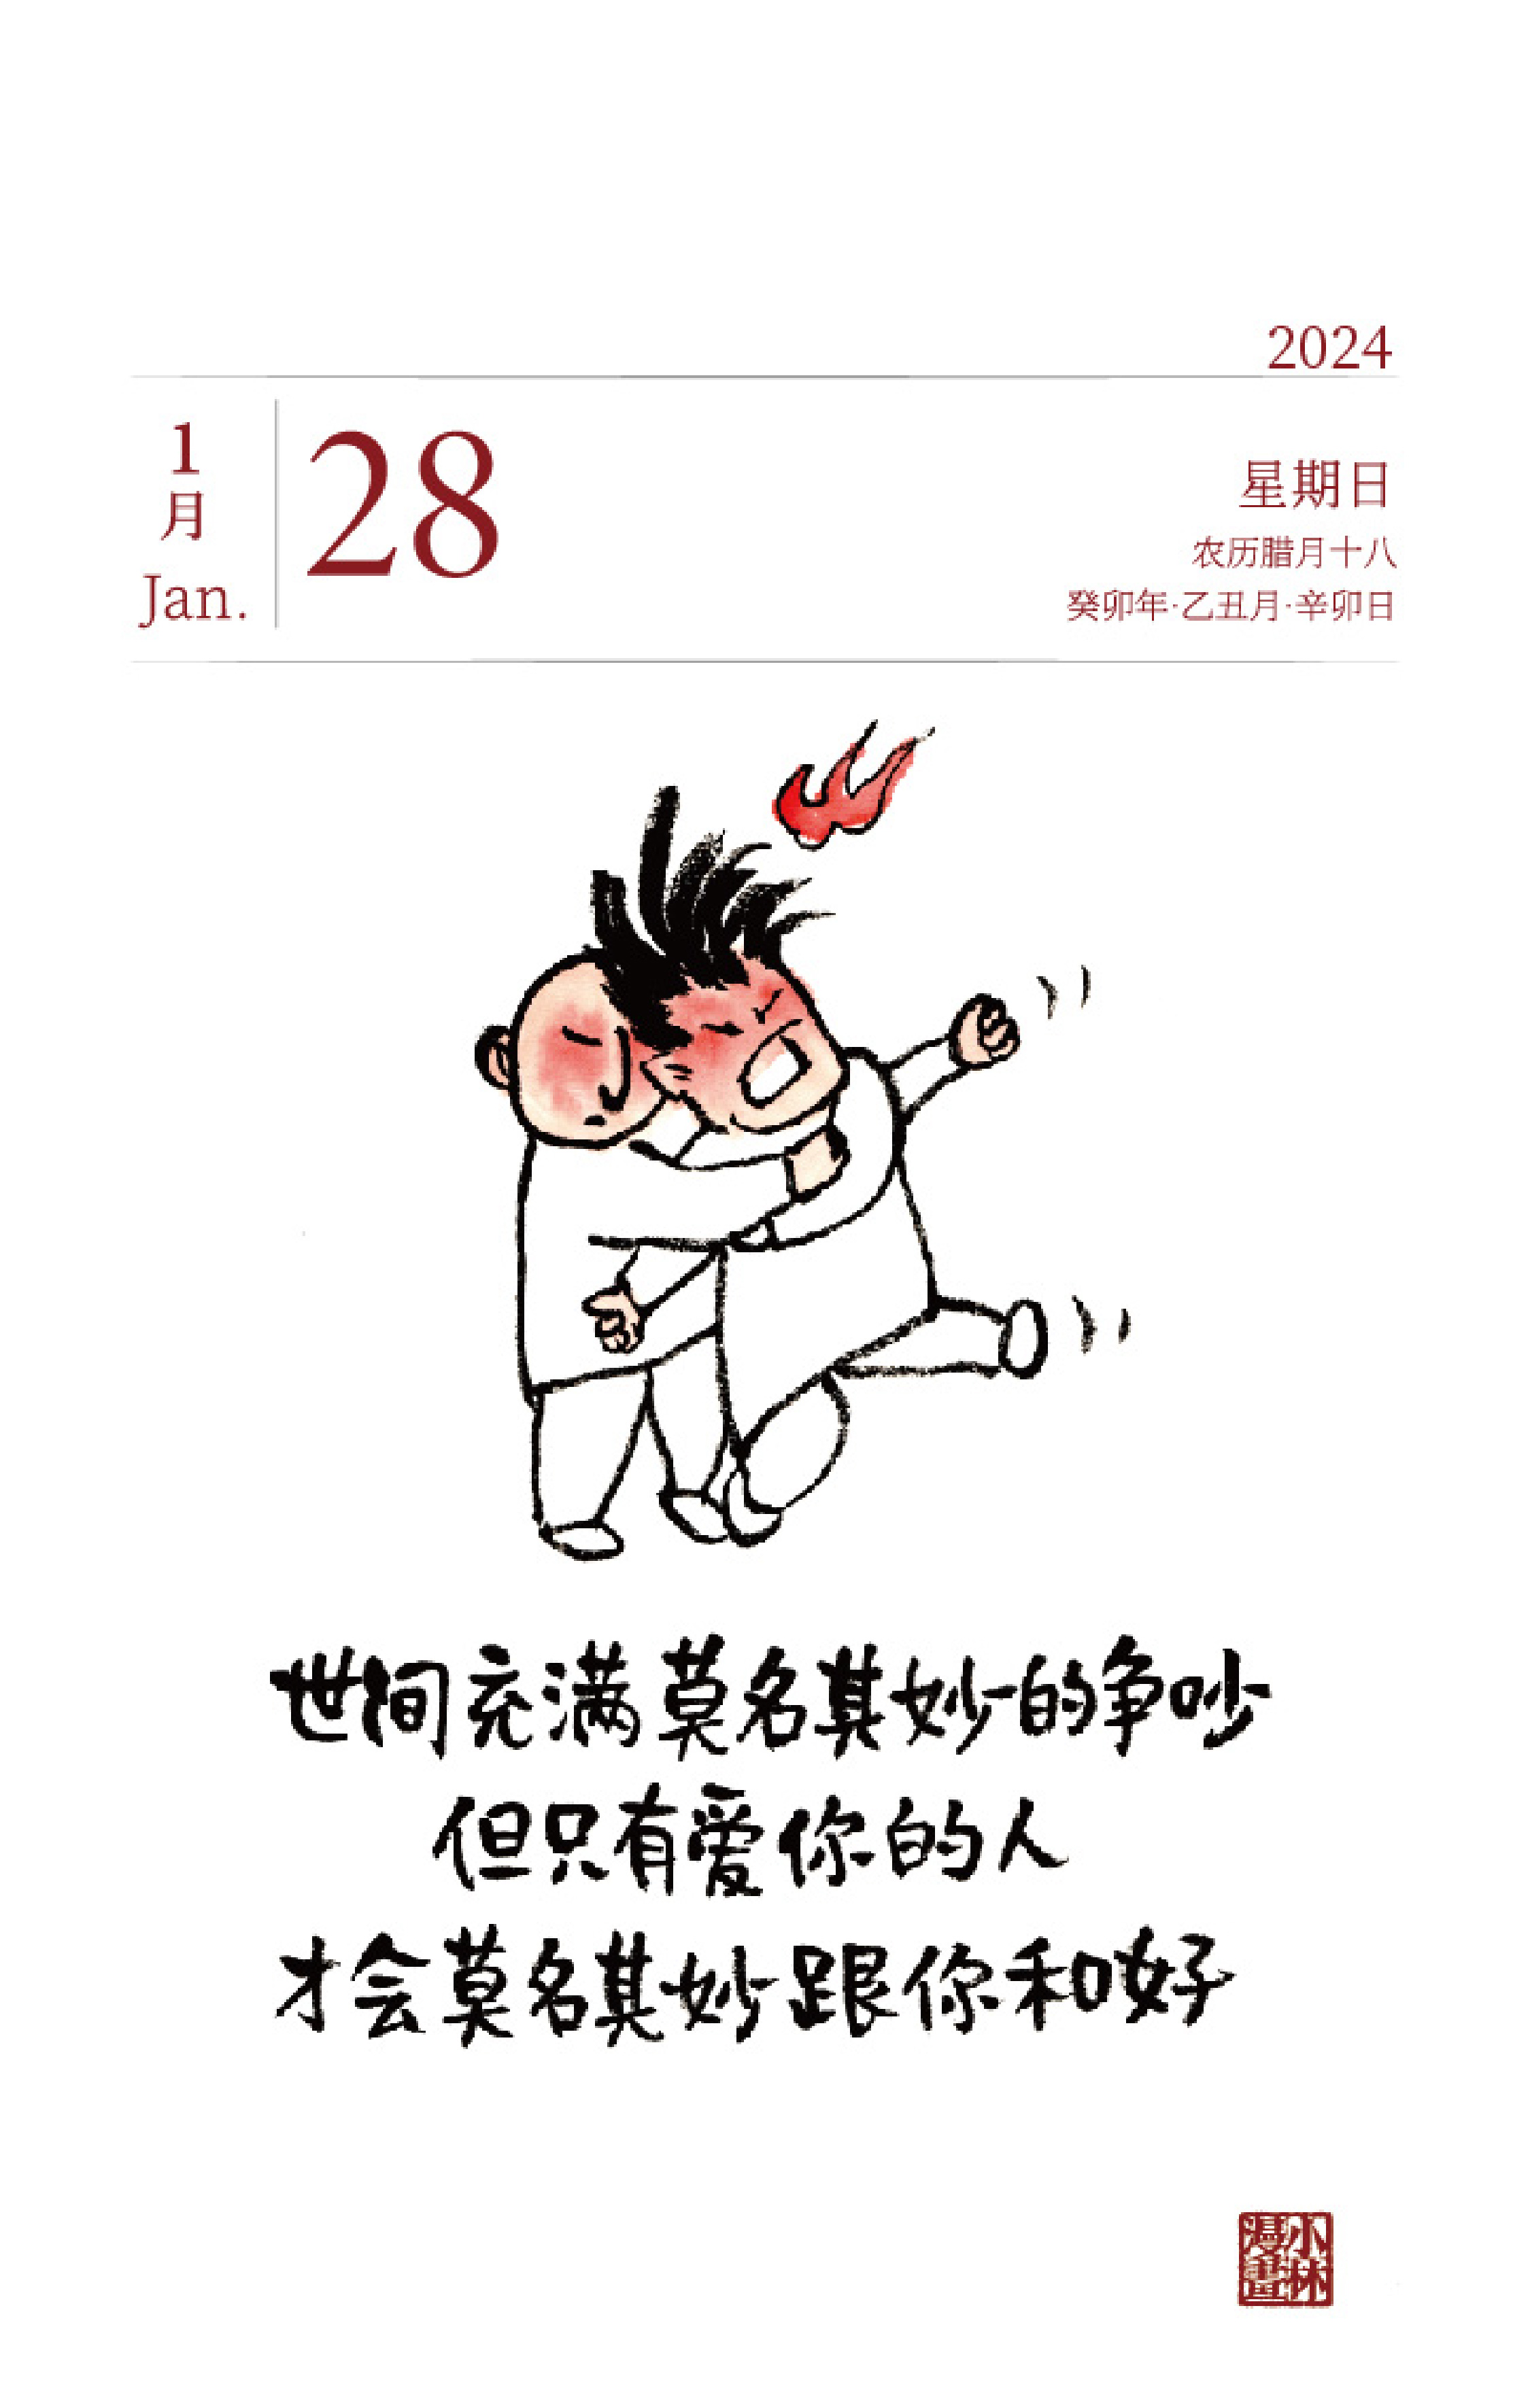 2024
1
月
Jan.
28
星期日
农历腊月十八
癸卯年·乙丑月·辛卯日
世间充满莫名其妙的争吵
但只有爱你的人
才会莫名其妙跟你和好
小林
漫畫